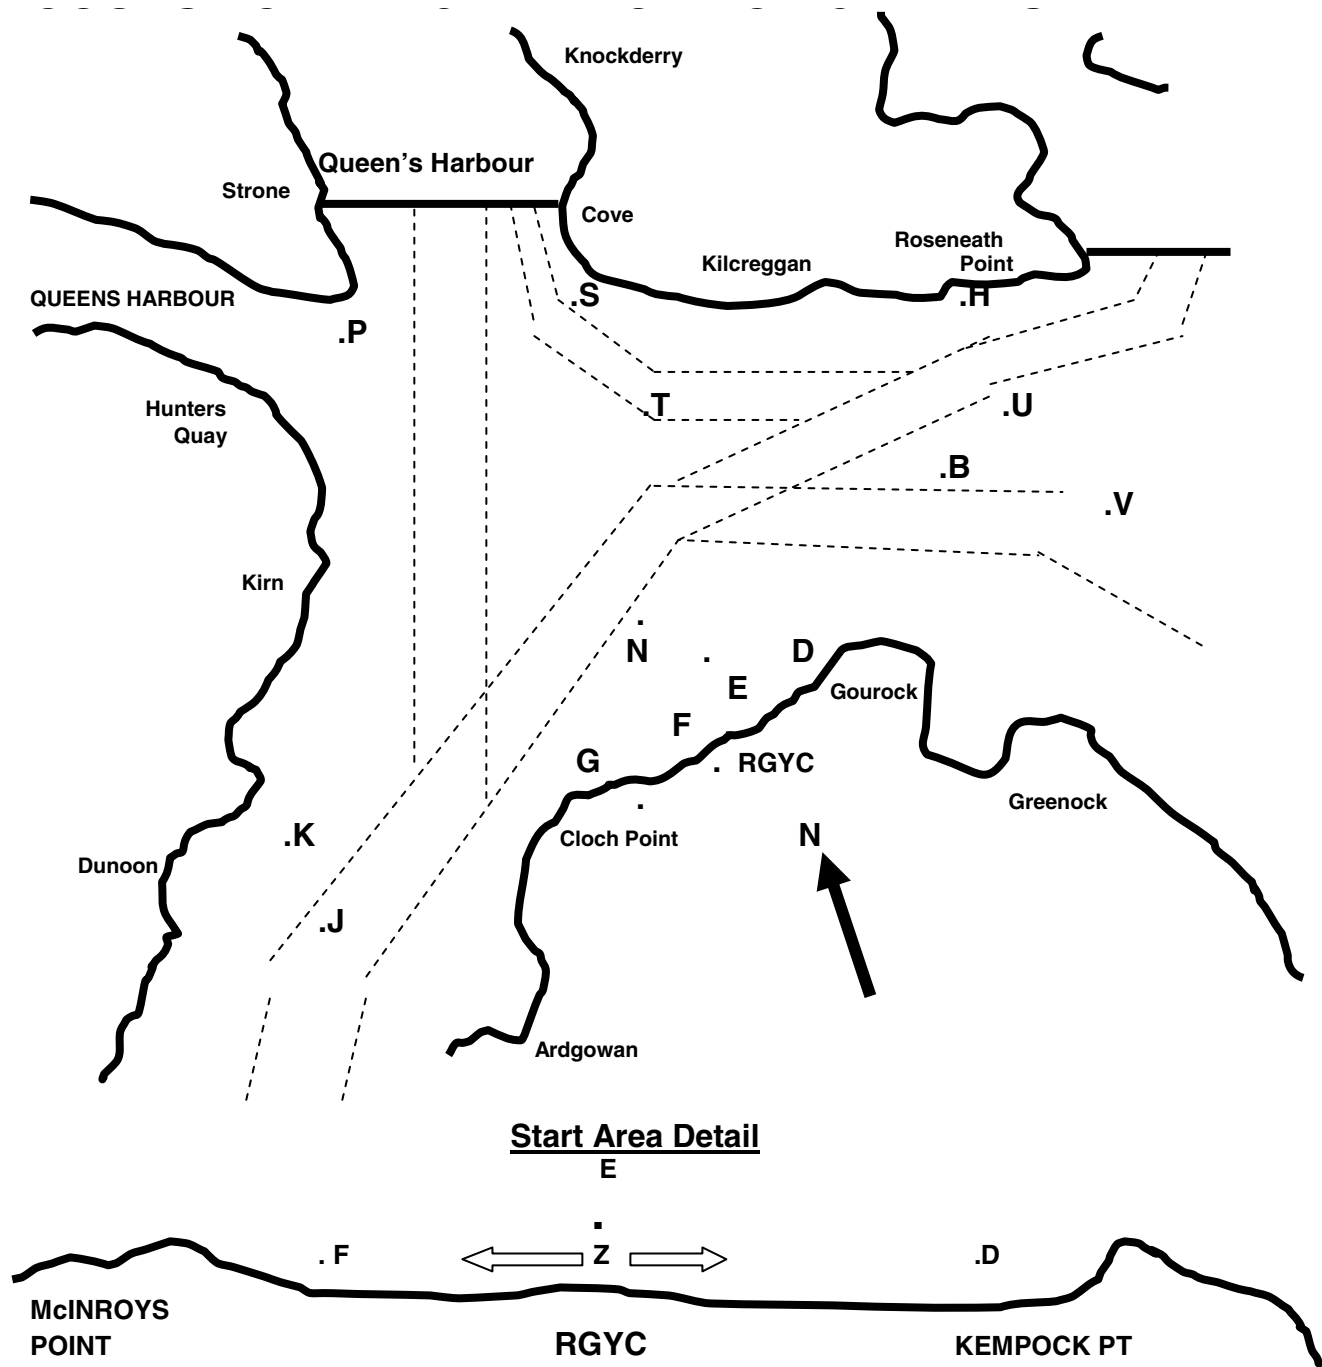 Knockderry
Queen's Harbour
Strone
Cove
Roseneath
Point
Kilcreggan
QUEENS HARBOUR
.S
.H
.P
Hunters
Quay
.T
.U
.B
.V
Kirn
.
N
.
D
E
Gourock
F
G
. RGYC
Greenock
.
.K
Cloch Point
N
Dunoon
.J
Ardgowan
Start Area Detail
E
.
. F
Z
.D
McINROYS
POINT
RGYC
KEMPOCK PT